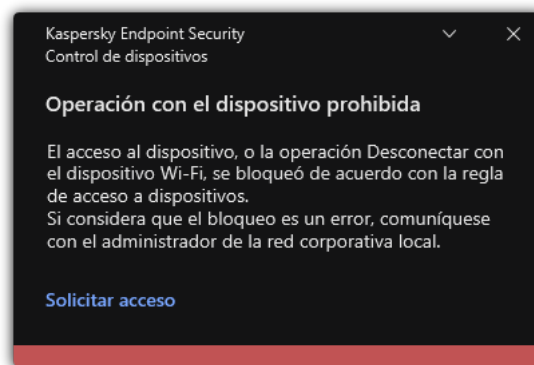 Kaspersky Endpoint Security
Control de dispositivos
Operación con el dispositivo prohibida
El acceso al dispositivo, o la operación Desconectar con
el dispositivo Wi-Fi, se bloqueó de acuerdo con la regla
de acceso a dispositivos.
Si considera que el bloqueo es un error, comuníquese
con el administrador de la red corporativa local.
Solicitar acceso